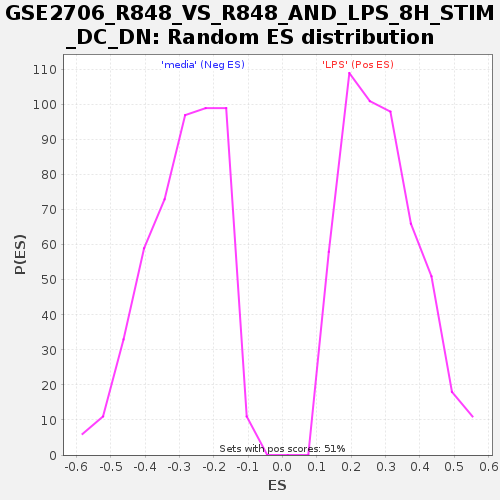 GSE2706_R848_VS_R848_AND_LPS_8H_STIM
_DC_DN: Random ES distribution
'media' (Neg ES) 'LPS' (Pos ES)
110
100
90
80
70
60
50
40
30
20
10
0
P(ES)
Sets with pos scores: 51%
-0.6 -0.5 -0.4 -0.3 -0.2 -0.1 0.0 0.1 0.2 0.3 0.4 0.5 0.6
ES